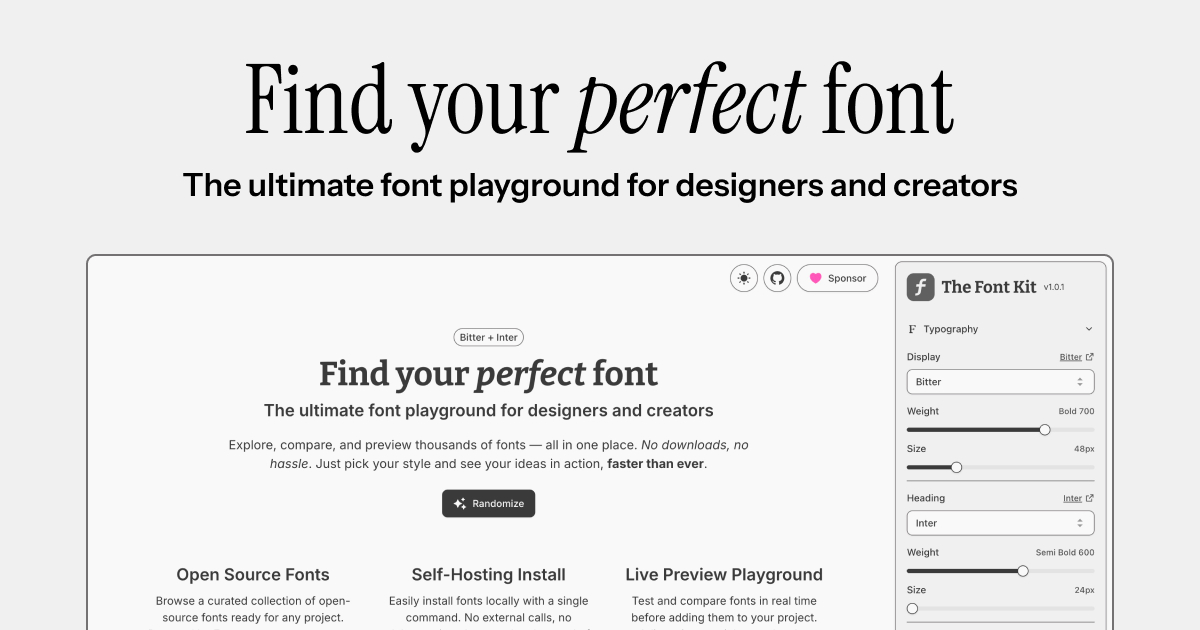 Find your perfect font
The ultimate font playground for designers and creators
Sponsor
Bitter + Inter
Find your perfect font
The ultimate font playground for designers and creators
Explore, compare, and preview thousands of fonts — all in one place. No downloads, no
hassle. Just pick your style and see your ideas in action, faster than ever.
Randomize
Open Source Fonts
Browse a curated collection of open-
source fonts ready for any project.
Self-Hosting Install
Easily install fonts locally with a single
command. No external calls, no
Live Preview Playground
Test and compare fonts in real time
before adding them to your project.
The Font Kit v1.0.1
F Typography
Display Bitter
Bitter
Weight Bold 700
Size 48px
Heading Inter
Inter
Weight Semi Bold 600
Size 24px